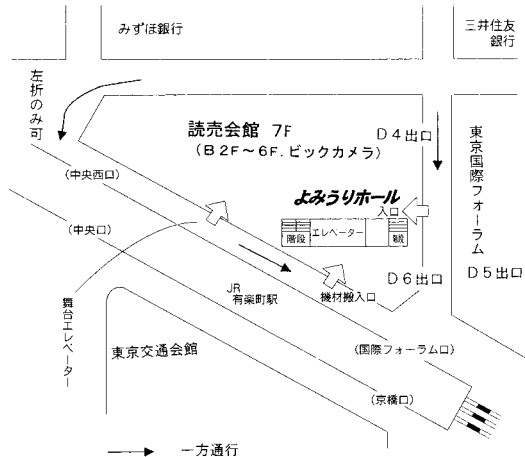 みずほ銀行
三井住友
銀行
左折のみ可
読売会館 7F
(B2F~6F.ビックカメラ)
D4出口
東京国際フォーラム
(中央西口)
よみうりホール
入口
(中央口)
階段
エレベーター
階段
D6出口
D5出口
JR
有楽町駅
機材搬入口
舞台エレベーター
東京交通会館
(国際フォーラム口)
(京橋口)
一方通行